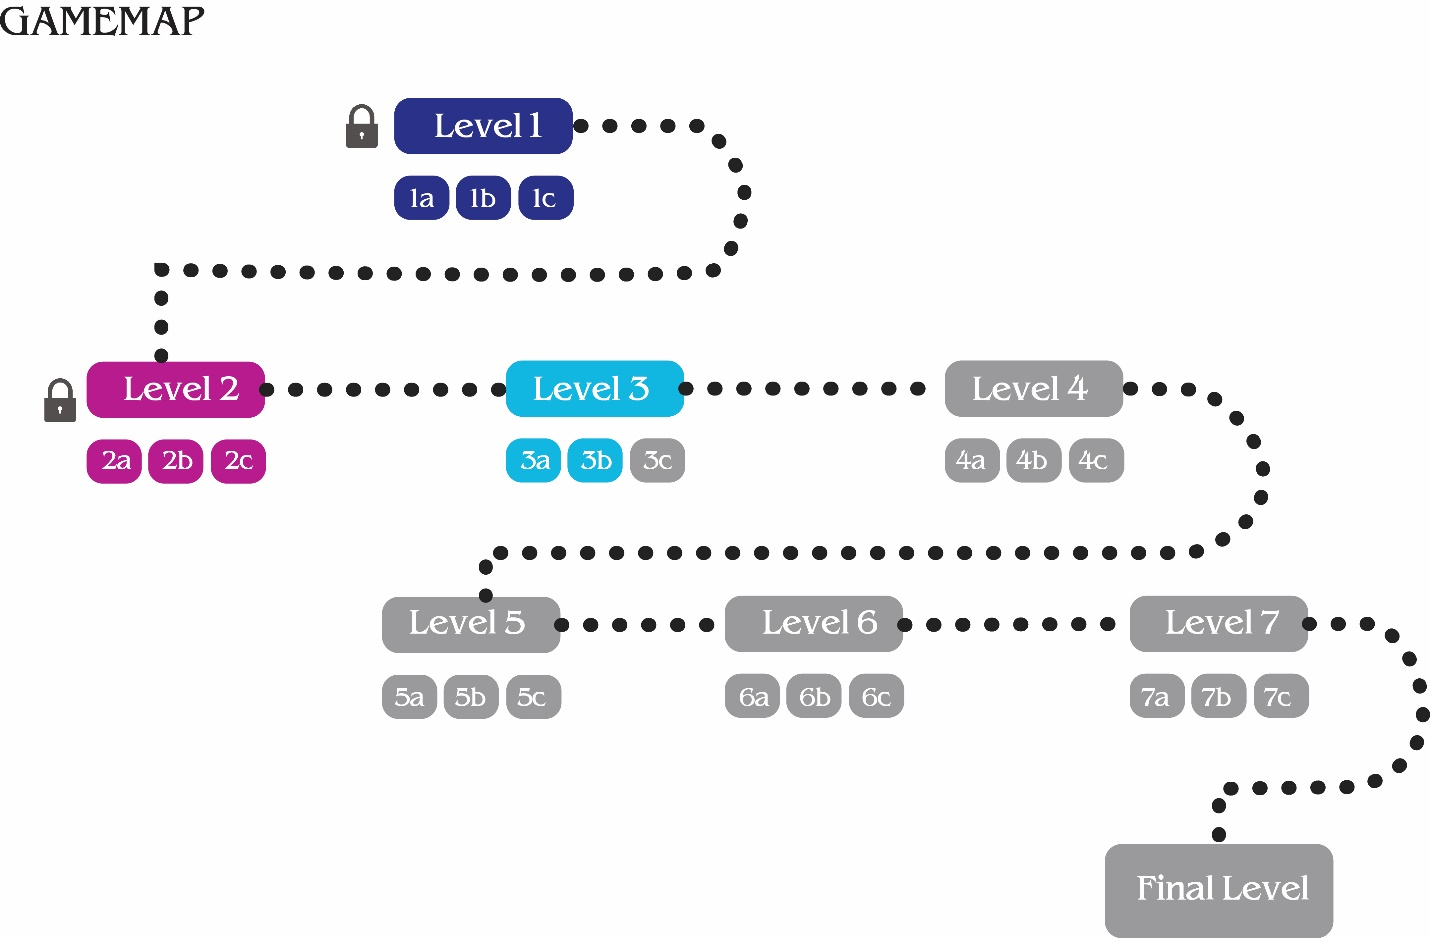 GAMEMAP
Level 1
1a 1b 1c
Level 2 Level 3 Level 4
2a 2b 2c 3a 3b 3c 4a 4b 4c
Level 5 Level 6 Level 7
5a 5b 5c 6a 6b 6c 7a 7b 7c
Final Level